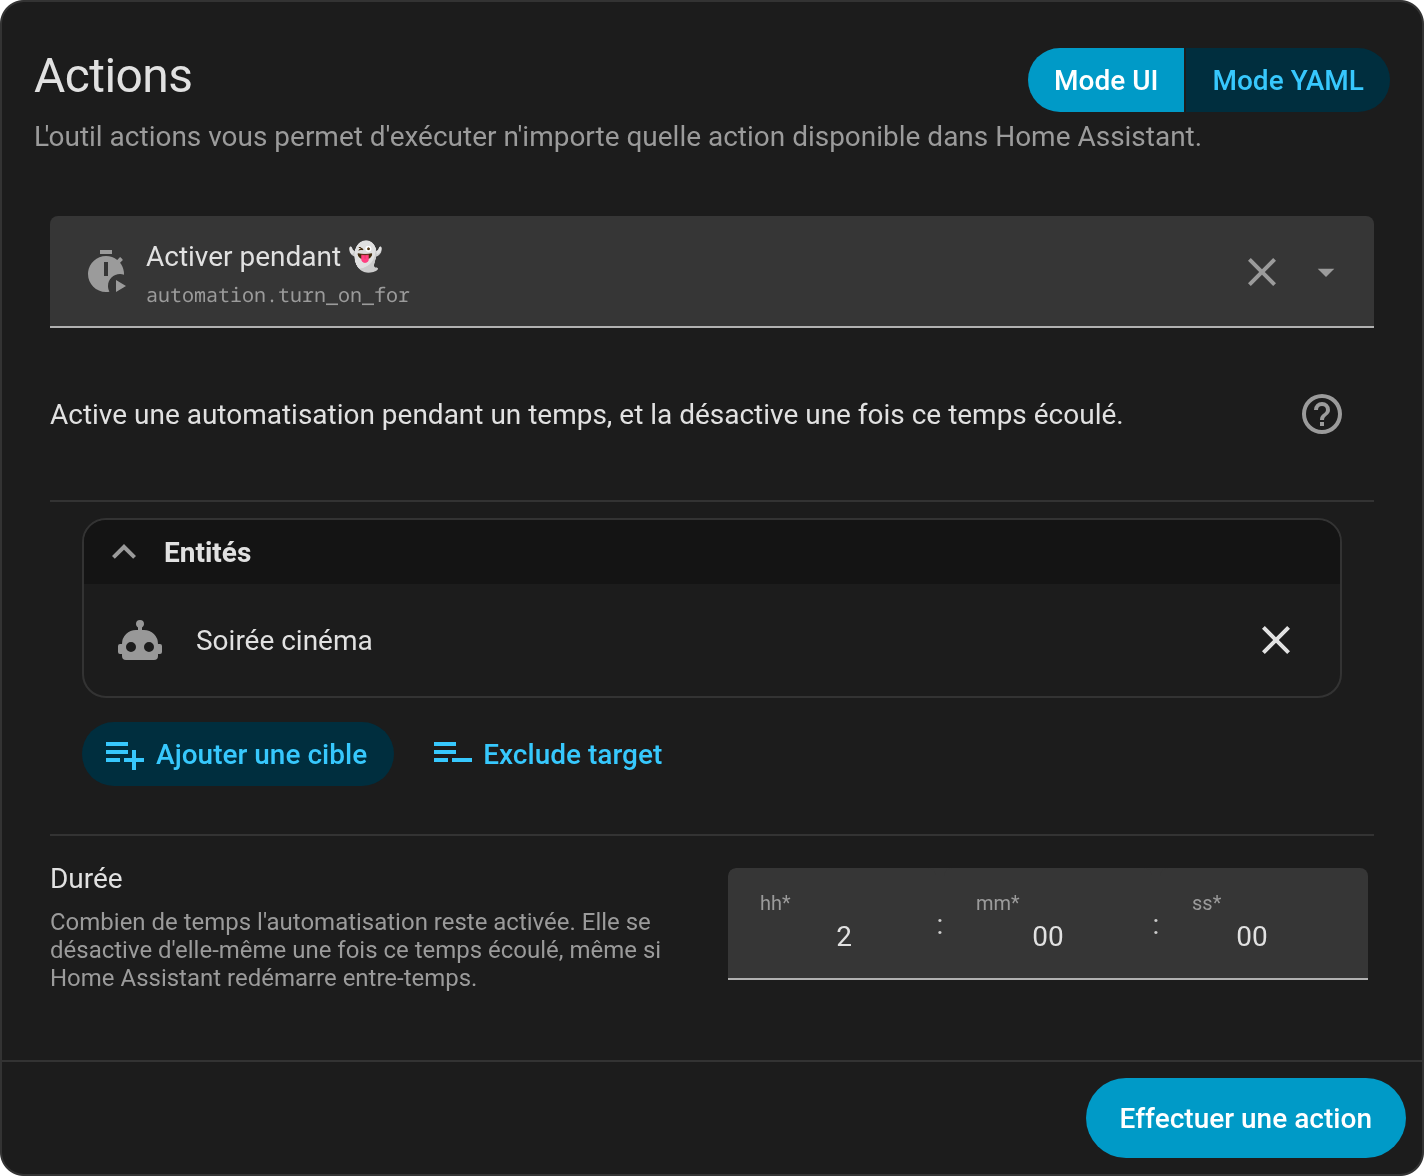 Actions
Mode UI
Mode YAML
L'outil actions vous permet d'exécuter n'importe quelle action disponible dans Home Assistant.
Activer pendant 👻
automation.turn_on_for
Active une automatisation pendant un temps, et la désactive une fois ce temps écoulé.
Entités
Soirée cinéma
Ajouter une cible
Exclude target
Durée
Combien de temps l'automatisation reste activée. Elle se
désactive d'elle-même une fois ce temps écoulé, même si
Home Assistant redémarre entre-temps.
hh* mm* ss*
2 : 00 : 00
Effectuer une action